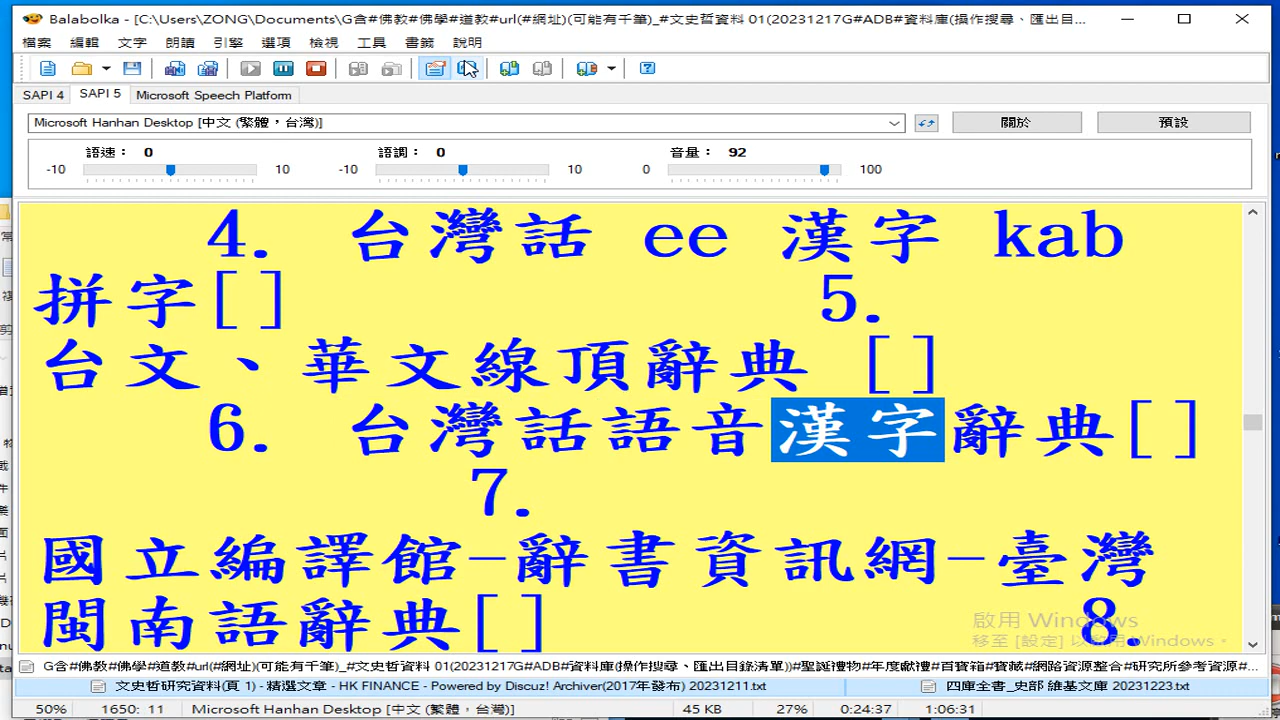 Balabolka - [C:\Users\ZONG\Documents\G含#佛教#佛學#道教#url(#網址)(可能有千筆)_#文史哲資料 01(20231217G#ADB#資料庫(操作搜尋、匯出目...
檔案 編輯 文字 朗讀 引擎 選項 檢視 工具 書籤 說明
SAPI 4 SAPI 5 Microsoft Speech Platform
Microsoft Hanhan Desktop [中文 (繁體，台灣)] 關於 預設
語速： 0 語調： 0 音量： 92
-10 10 -10 10 0 100
4. 台灣話 ee 漢字 kab
拼字[] 5.
台文、華文線頂辭典 []
6. 台灣話語音漢字辭典[]
7.
國立編譯館-辭書資訊網-臺灣
閩南語辭典[] 8.
啟用 Windows
移至 [設定] 以啟用 Windows。
G含#佛教#佛學#道教#url(#網址)(可能有千筆)_#文史哲資料 01(20231217G#ADB#資料庫(操作搜尋、匯出目錄清單))#聖誕禮物#年度獻禮#百寶箱#寶藏#網路資源整合#研究所參考資源#...
文史哲研究資料(頁 1) - 精選文章 - HK FINANCE - Powered by Discuz! Archiver(2017年發布) 20231211.txt 四庫全書_史部 維基文庫 20231223.txt
50% 1650: 11 Microsoft Hanhan Desktop [中文 (繁體，台灣)] 45 KB 27% 0:24:37 1:06:31